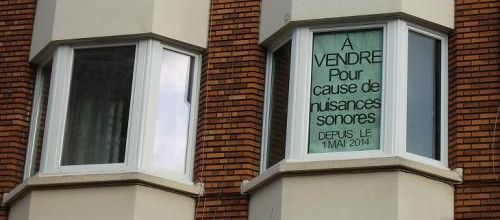 À
VENDRE
Pour
cause de
nuisances
sonores
DEPUIS LE
1 MAI 2014